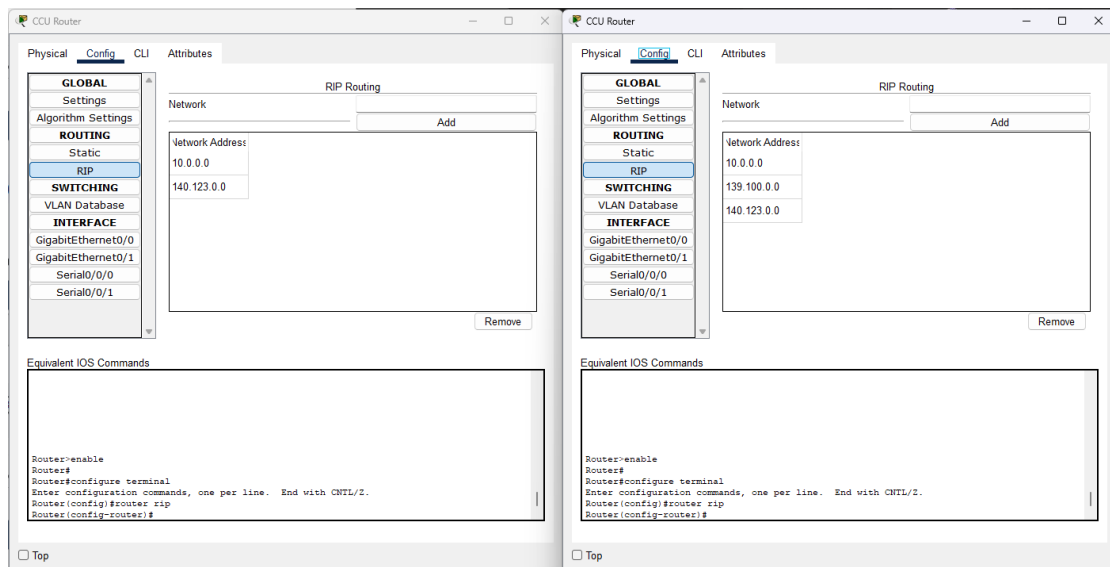 CCU Router
Physical Config CLI Attributes
GLOBAL
Settings
Algorithm Settings
ROUTING
Static
RIP
SWITCHING
VLAN Database
INTERFACE
GigabitEthernet0/0
GigabitEthernet0/1
Serial0/0/0
Serial0/0/1
RIP Routing
Network
Add
Network Address
10.0.0.0
140.123.0.0
Remove
Equivalent IOS Commands
Router>enable
Router#
Router#configure terminal
Enter configuration commands, one per line. End with CNTL/Z.
Router(config)#router rip
Router(config-router)#
Top
CCU Router
Physical Config CLI Attributes
GLOBAL
Settings
Algorithm Settings
ROUTING
Static
RIP
SWITCHING
VLAN Database
INTERFACE
GigabitEthernet0/0
GigabitEthernet0/1
Serial0/0/0
Serial0/0/1
RIP Routing
Network
Add
Network Address
10.0.0.0
139.100.0.0
140.123.0.0
Remove
Equivalent IOS Commands
Router>enable
Router#
Router#configure terminal
Enter configuration commands, one per line. End with CNTL/Z.
Router(config)#router rip
Router(config-router)#
Top